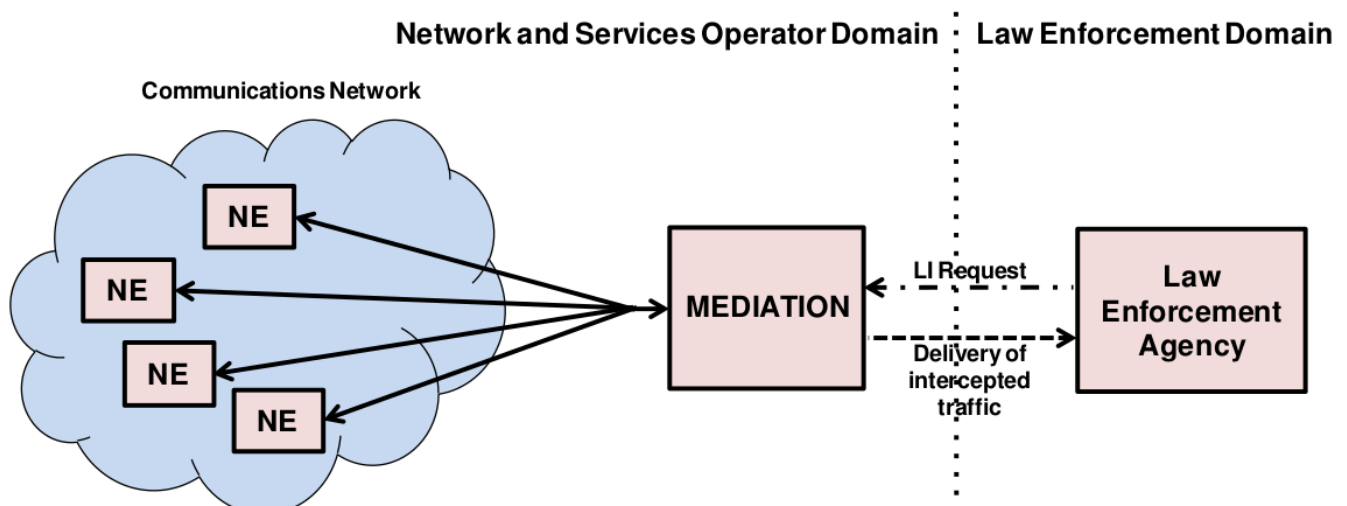 Network and Services Operator Domain
Law Enforcement Domain
Communications Network
NE
NE
NE
NE
MEDIATION
LI Request
Delivery of
intercepted
traffic
Law
Enforcement
Agency